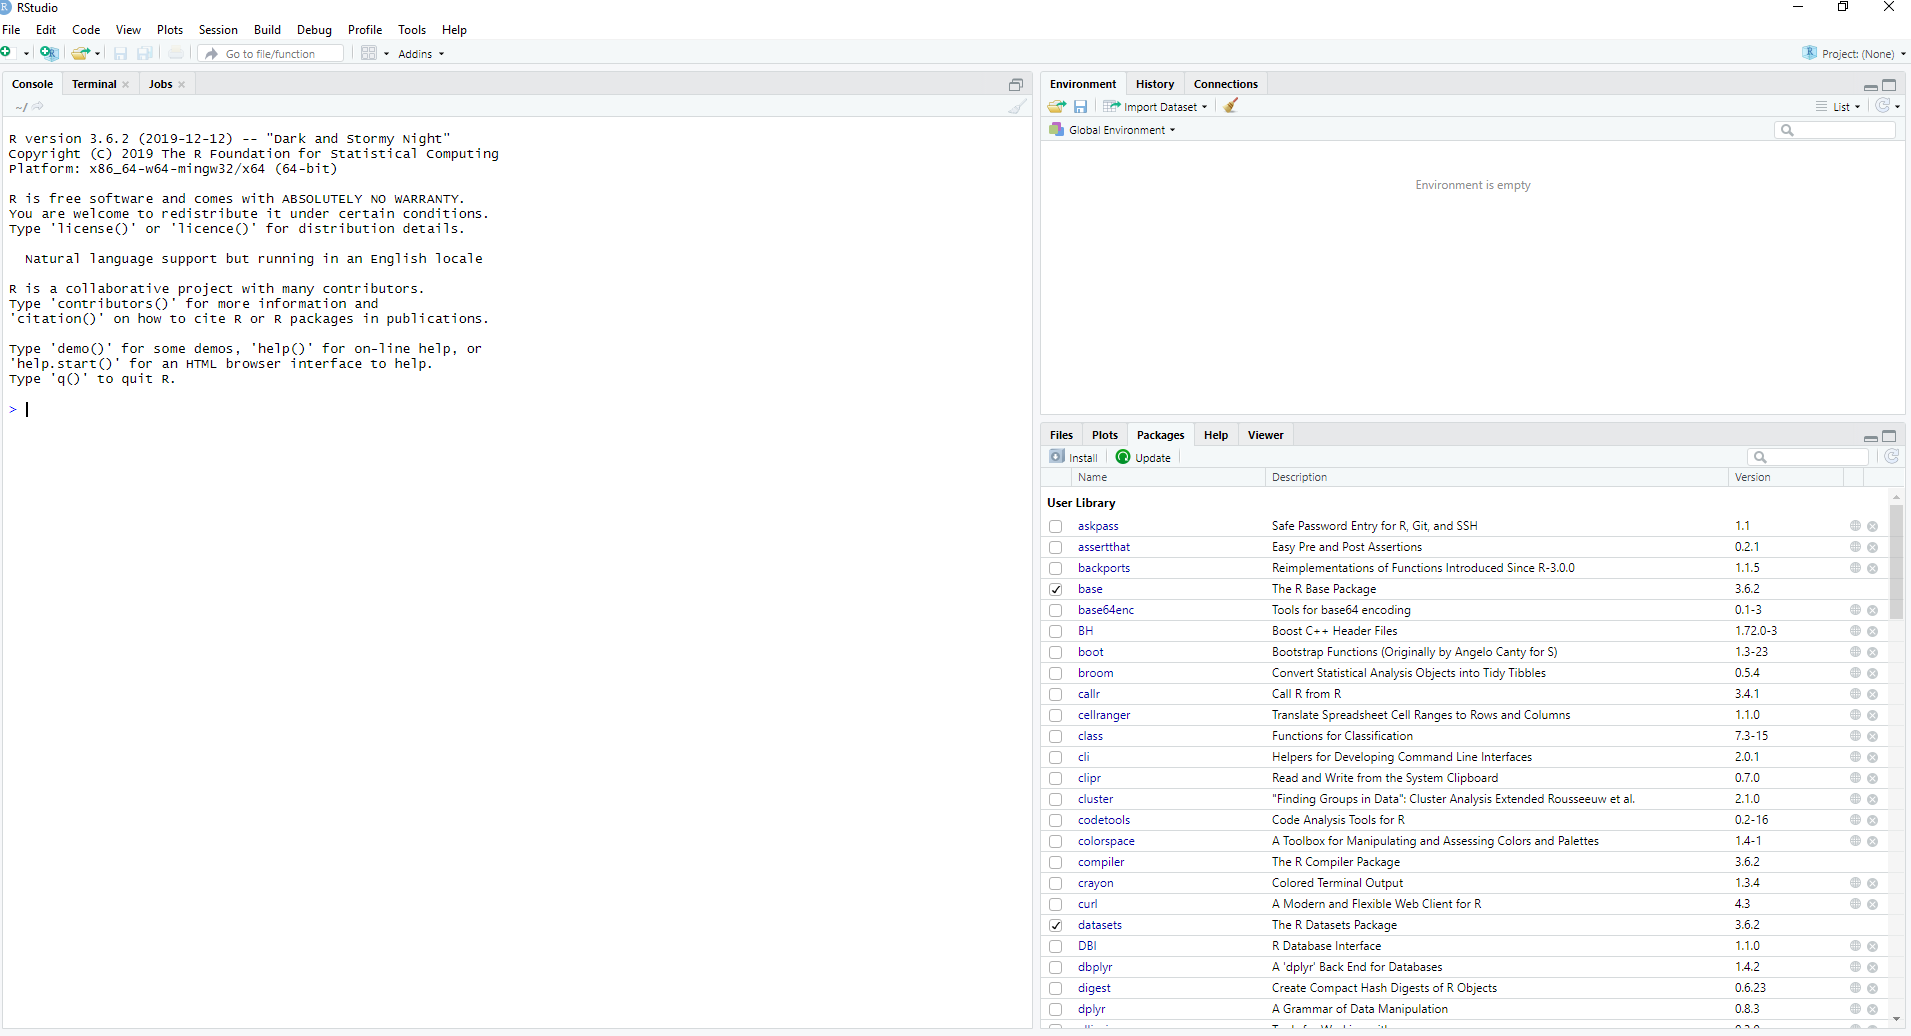 RStudio
File Edit Code View Plots Session Build Debug Profile Tools Help
Go to file/function Addins Project: (None)
Console Terminal Jobs
~/
R version 3.6.2 (2019-12-12) -- "Dark and Stormy Night"
Copyright (C) 2019 The R Foundation for Statistical Computing
Platform: x86_64-w64-mingw32/x64 (64-bit)
R is free software and comes with ABSOLUTELY NO WARRANTY.
You are welcome to redistribute it under certain conditions.
Type 'license()' or 'licence()' for distribution details.
Natural language support but running in an English locale
R is a collaborative project with many contributors.
Type 'contributors()' for more information and
'citation()' on how to cite R or R packages in publications.
Type 'demo()' for some demos, 'help()' for on-line help, or
'help.start()' for an HTML browser interface to help.
Type 'q()' to quit R.
>
Environment History Connections
Import Dataset List
Global Environment
Environment is empty
Files Plots Packages Help Viewer
Install Update
Name Description Version
User Library
askpass Safe Password Entry for R, Git, and SSH 1.1
assertthat Easy Pre and Post Assertions 0.2.1
backports Reimplementations of Functions Introduced Since R-3.0.0 1.1.5
base The R Base Package 3.6.2
base64enc Tools for base64 encoding 0.1-3
BH Boost C++ Header Files 1.72.0-3
boot Bootstrap Functions (Originally by Angelo Canty for S) 1.3-23
broom Convert Statistical Analysis Objects into Tidy Tibbles 0.5.4
callr Call R from R 3.4.1
cellranger Translate Spreadsheet Cell Ranges to Rows and Columns 1.1.0
class Functions for Classification 7.3-15
cli Helpers for Developing Command Line Interfaces 2.0.1
clipr Read and Write from the System Clipboard 0.7.0
cluster "Finding Groups in Data": Cluster Analysis Extended Rousseeuw et al. 2.1.0
codetools Code Analysis Tools for R 0.2-16
colorspace A Toolbox for Manipulating and Assessing Colors and Palettes 1.4-1
compiler The R Compiler Package 3.6.2
crayon Colored Terminal Output 1.3.4
curl A Modern and Flexible Web Client for R 4.3
datasets The R Datasets Package 3.6.2
DBI R Database Interface 1.1.0
dbplyr A 'dplyr' Back End for Databases 1.4.2
digest Create Compact Hash Digests of R Objects 0.6.23
dplyr A Grammar of Data Manipulation 0.8.3